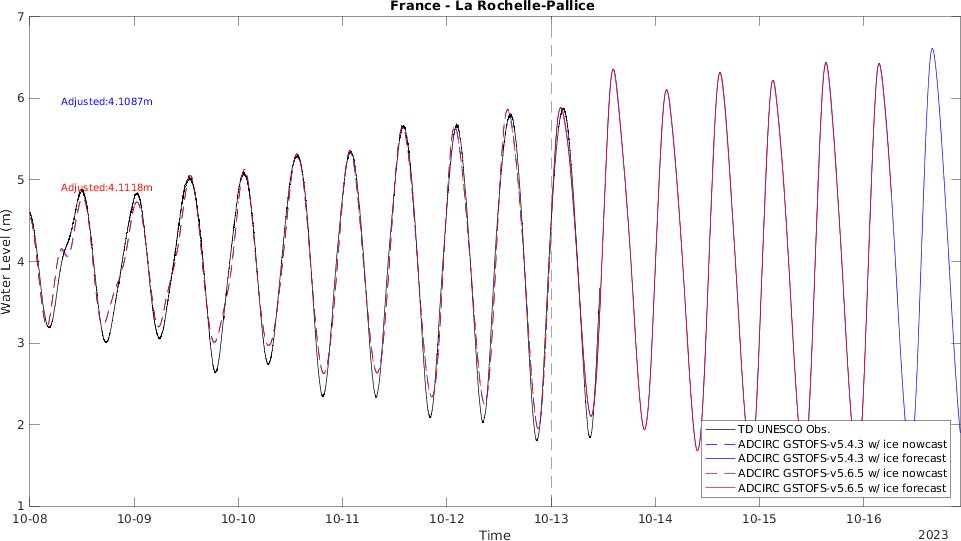 France - La Rochelle-Pallice
7
6
5
4
3
2
1
Water Level (m)
Adjusted:4.1087m
Adjusted:4.1118m
TD UNESCO Obs.
ADCIRC GSTOFS-v5.4.3 w/ ice nowcast
ADCIRC GSTOFS-v5.4.3 w/ ice forecast
ADCIRC GSTOFS-v5.6.5 w/ ice nowcast
ADCIRC GSTOFS-v5.6.5 w/ ice forecast
10-08 10-09 10-10 10-11 10-12 10-13 10-14 10-15 10-16
Time
2023